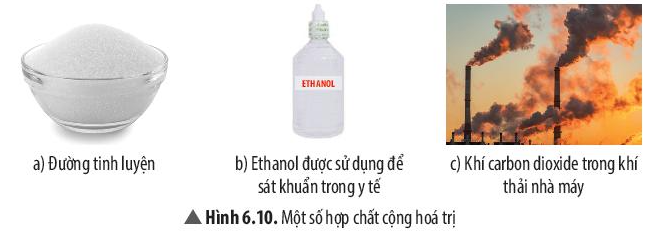 ETHANOL
a) Đường tinh luyện
b) Ethanol được sử dụng để
sát khuẩn trong y tế
c) Khí carbon dioxide trong khí
thải nhà máy
▲ Hình 6.10. Một số hợp chất cộng hoá trị